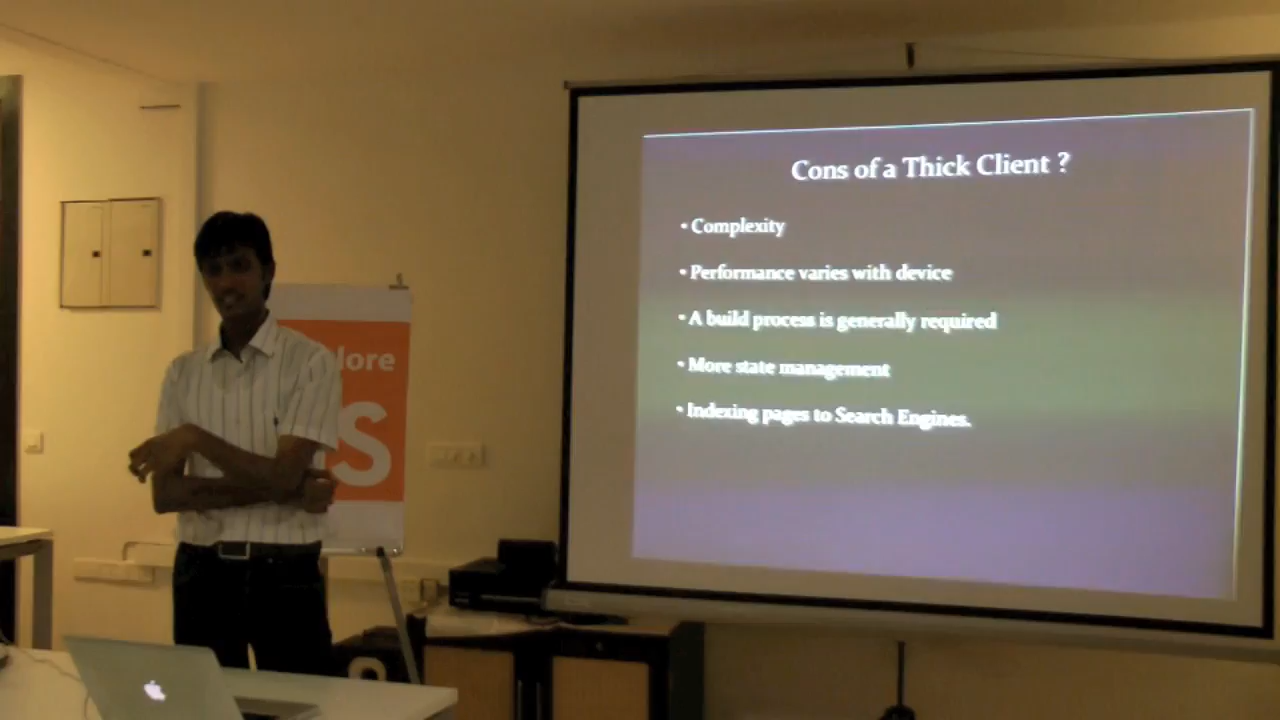 Cons of a Thick Client ?
• Complexity
• Performance varies with device
• A build process is generally required
• More state management
• Indexing pages to Search Engines.
lore
S